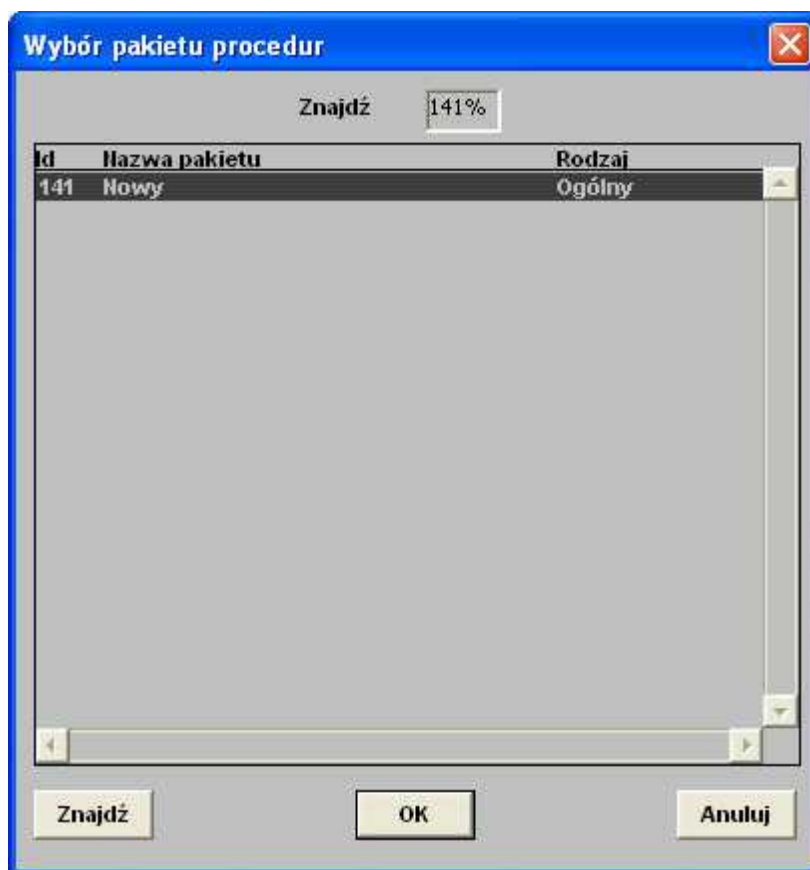 Wybór pakietu procedur
Znajdź 141%
Id Nazwa pakietu Rodzaj
141 Nowy Ogólny
Znajdź OK Anuluj